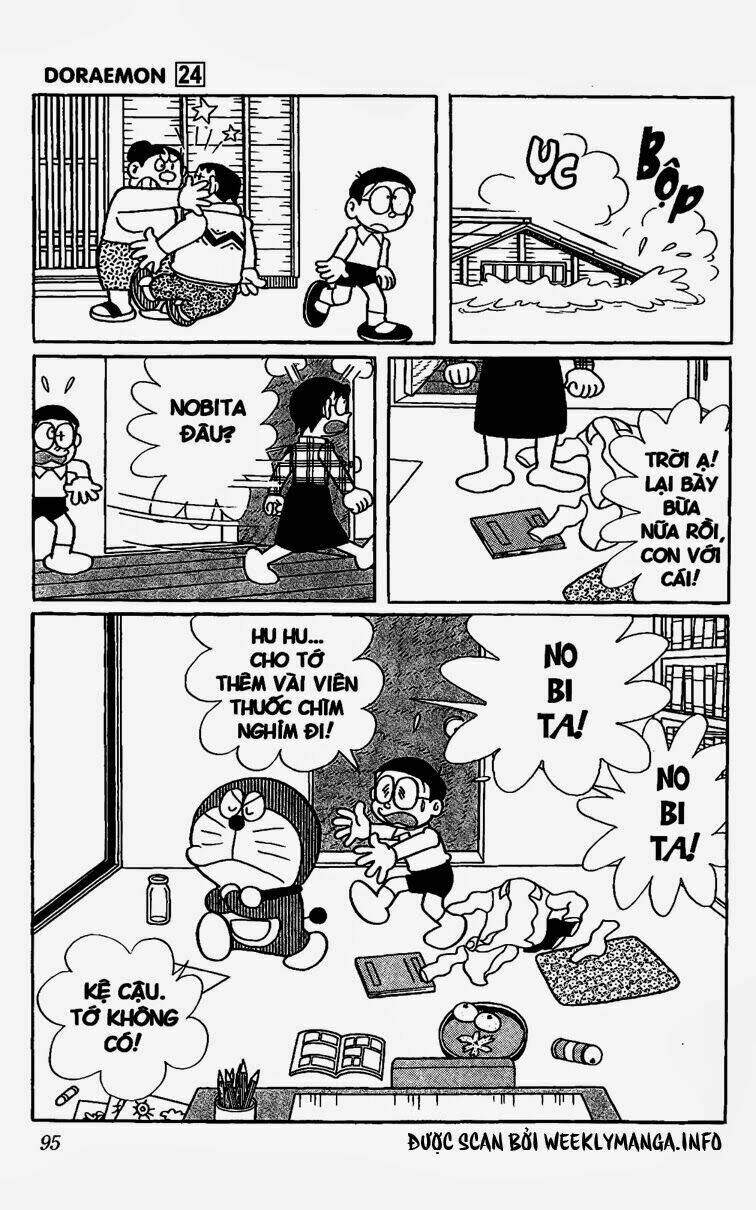 DORAEMON 24
ỰC
BỘP
NOBITA
ĐÂU?
TRỜI Ạ!
LẠI BÀY
BỪA
NỮA RỒI,
CON VỚI
CÁI!
HU HU...
CHO TỚ
THÊM VÀI VIÊN
THUỐC CHÌM
NGHỈM ĐI!
NO
BI
TA!
NO
BI
TA!
KỆ CẬU.
TỚ KHÔNG
CÓ!
95
ĐƯỢC SCAN BỞI WEEKLYMANGA.INFO